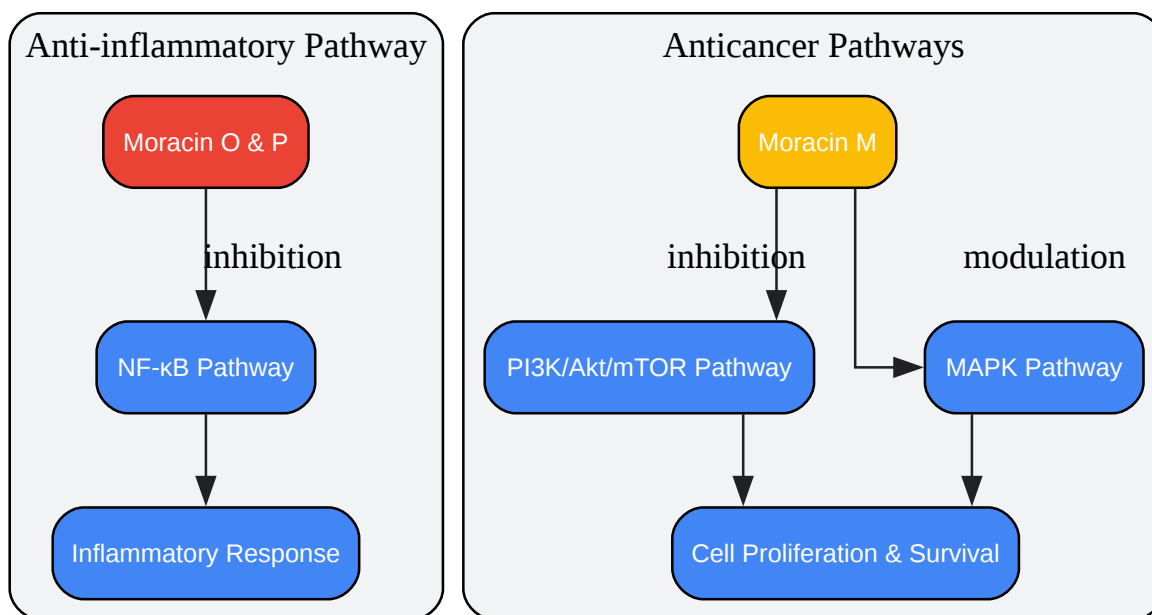 Anti-inflammatory Pathway
Moracin O & P
inhibition
NF-κB Pathway
Inflammatory Response
Anticancer Pathways
Moracin M
inhibition
modulation
PI3K/Akt/mTOR Pathway
MAPK Pathway
Cell Proliferation & Survival